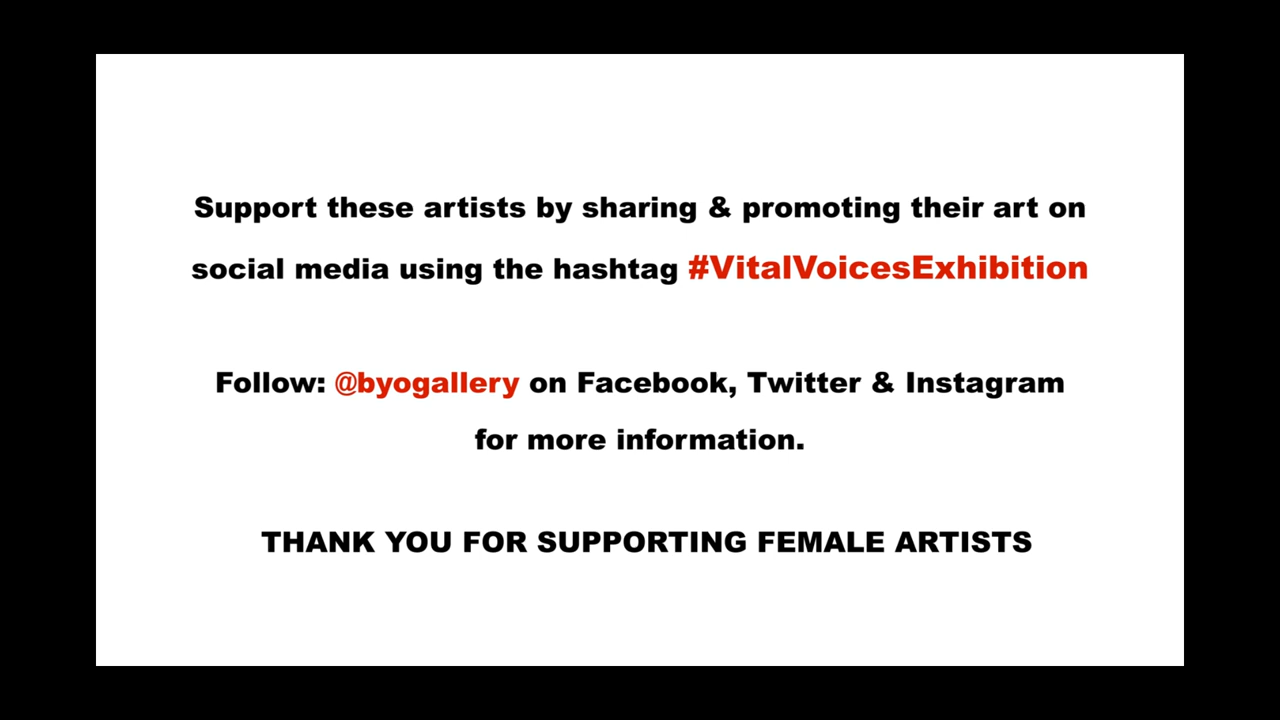 Support these artists by sharing & promoting their art on
social media using the hashtag #VitalVoicesExhibition
Follow: @byogallery on Facebook, Twitter & Instagram
for more information.
THANK YOU FOR SUPPORTING FEMALE ARTISTS